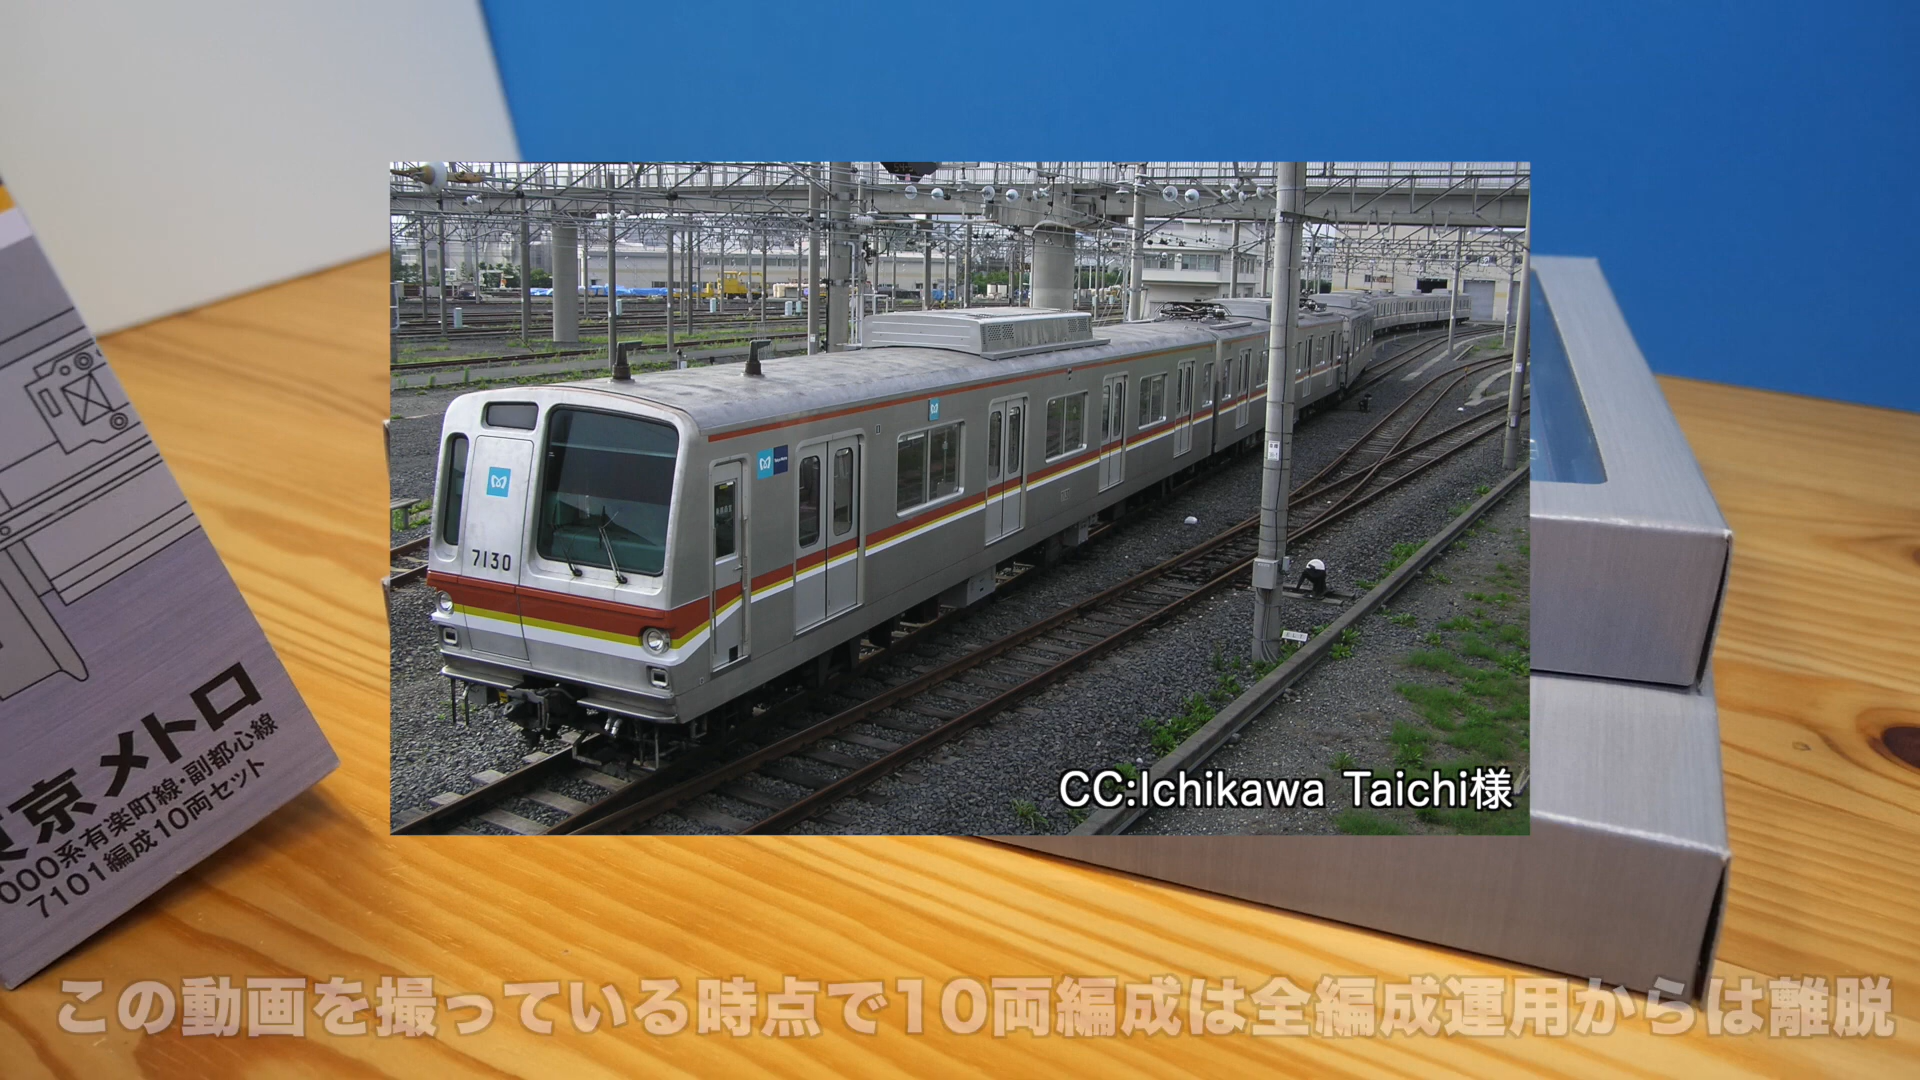 7130
CC:Ichikawa Taichi様
京メトロ
000系有楽町線・副都心線
7101編成10両セット
この動画を撮っている時点で10両編成は全編成運用からは離脱